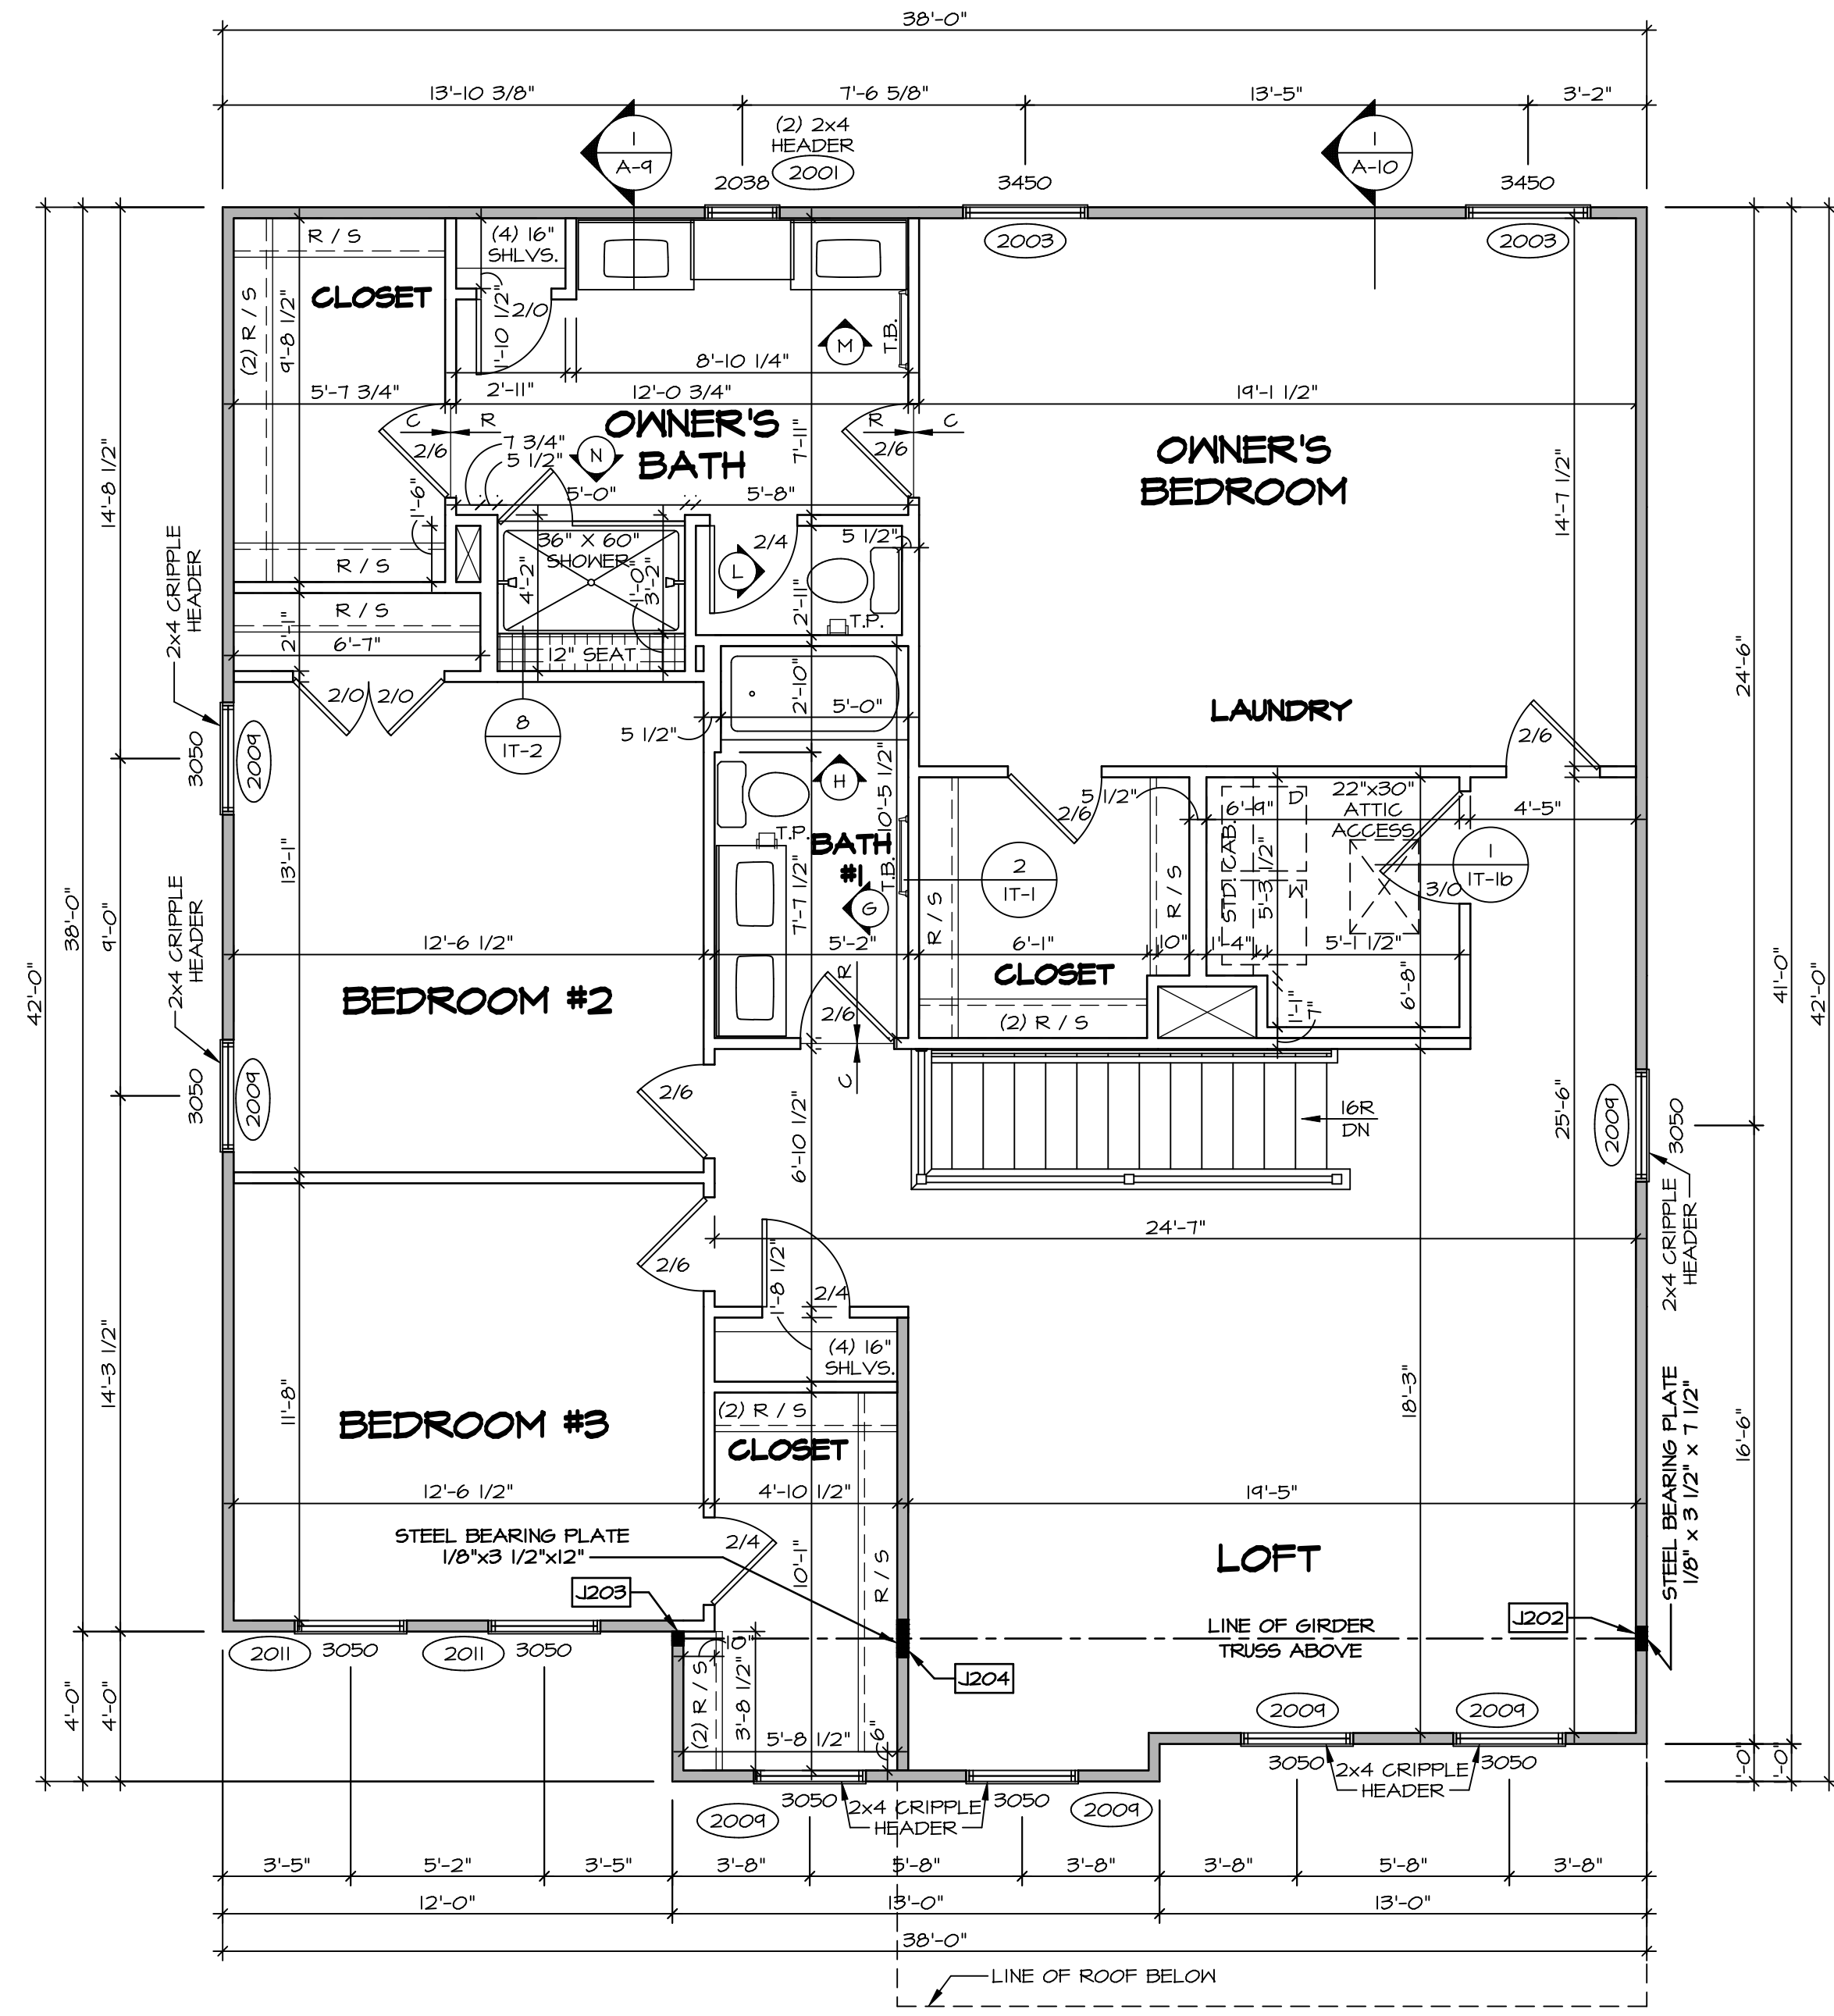 38'-0"
13'-10 3/8"
7'-6 5/8"
13'-5"
3'-2"
(2) 2x4
HEADER
2001
1
A-9
1
A-10
2038
3450
3450
2003
2003
R / S
(4) 16"
SHLVS.
CLOSET
(2) R / S
9'-8 1/2"
1'-10 1/2"
2/0
M
T.B.
8'-10 1/4"
5'-7 3/4"
2'-11"
12'-0 3/4"
19'-1 1/2"
C
R
2/6
OWNER'S
BATH
7 3/4"
5 1/2"
N
7'-11"
R
C
2/6
OWNER'S
BEDROOM
14'-7 1/2"
14'-8 1/2"
5'-0"
5'-8"
1'-6"
36" X 60"
SHOWER
2/4
5 1/2"
L
4'-2"
1'-0"
3'-2"
2x4 CRIPPLE
HEADER
R / S
R / S
2'-1"
6'-7"
2'-11"
T.P.
12" SEAT
24'-6"
2/0
2/0
2'-10"
5'-0"
LAUNDRY
8
IT-2
5 1/2"
2/6
3050
2009
H
10'-5 1/2"
5 1/2"
2/6
6'-9"
D
22"x30"
ATTIC
ACCESS
4'-5"
T.P.
BATH
#1
T.B.
13'-1"
2
IT-1
1
IT-1b
STD. CAB.
5'-3 1/2"
W
3/0
G
7'-7 1/2"
R / S
R / S
38'-0"
9'-0"
2x4 CRIPPLE
HEADER
12'-6 1/2"
5'-2"
6'-1"
10"
1'-4"
5'-1 1/2"
41'-0"
42'-0"
42'-0"
BEDROOM #2
R
CLOSET
6'-8"
1'-1"
7"
2/6
(2) R / S
C
3050
2009
2/6
16R
DN
25'-6"
2009
3050
6'-10 1/2"
2x4 CRIPPLE
HEADER
24'-7"
2/6
1'-8 1/2"
2/4
(4) 16"
SHLVS.
14'-3 1/2"
11'-8"
18'-3"
BEDROOM #3
(2) R / S
CLOSET
STEEL BEARING PLATE
1/8" x 3 1/2" x 7 1/2"
16'-6"
12'-6 1/2"
4'-10 1/2"
19'-5"
STEEL BEARING PLATE
1/8"x3 1/2"x12"
2/4
10'-1"
R / S
LOFT
J203
J202
LINE OF GIRDER
TRUSS ABOVE
2011
3050
2011
3050
10"
(2) R / S
3'-8 1/2"
J204
4'-0"
4'-0"
5'-8 1/2"
6"
2009
2009
3050
2x4 CRIPPLE
HEADER
3050
1'-0"
1'-0"
2009
3050
2x4 CRIPPLE
HEADER
3050
2009
3'-5"
5'-2"
3'-5"
3'-8"
5'-8"
3'-8"
3'-8"
5'-8"
3'-8"
12'-0"
13'-0"
13'-0"
38'-0"
LINE OF ROOF BELOW